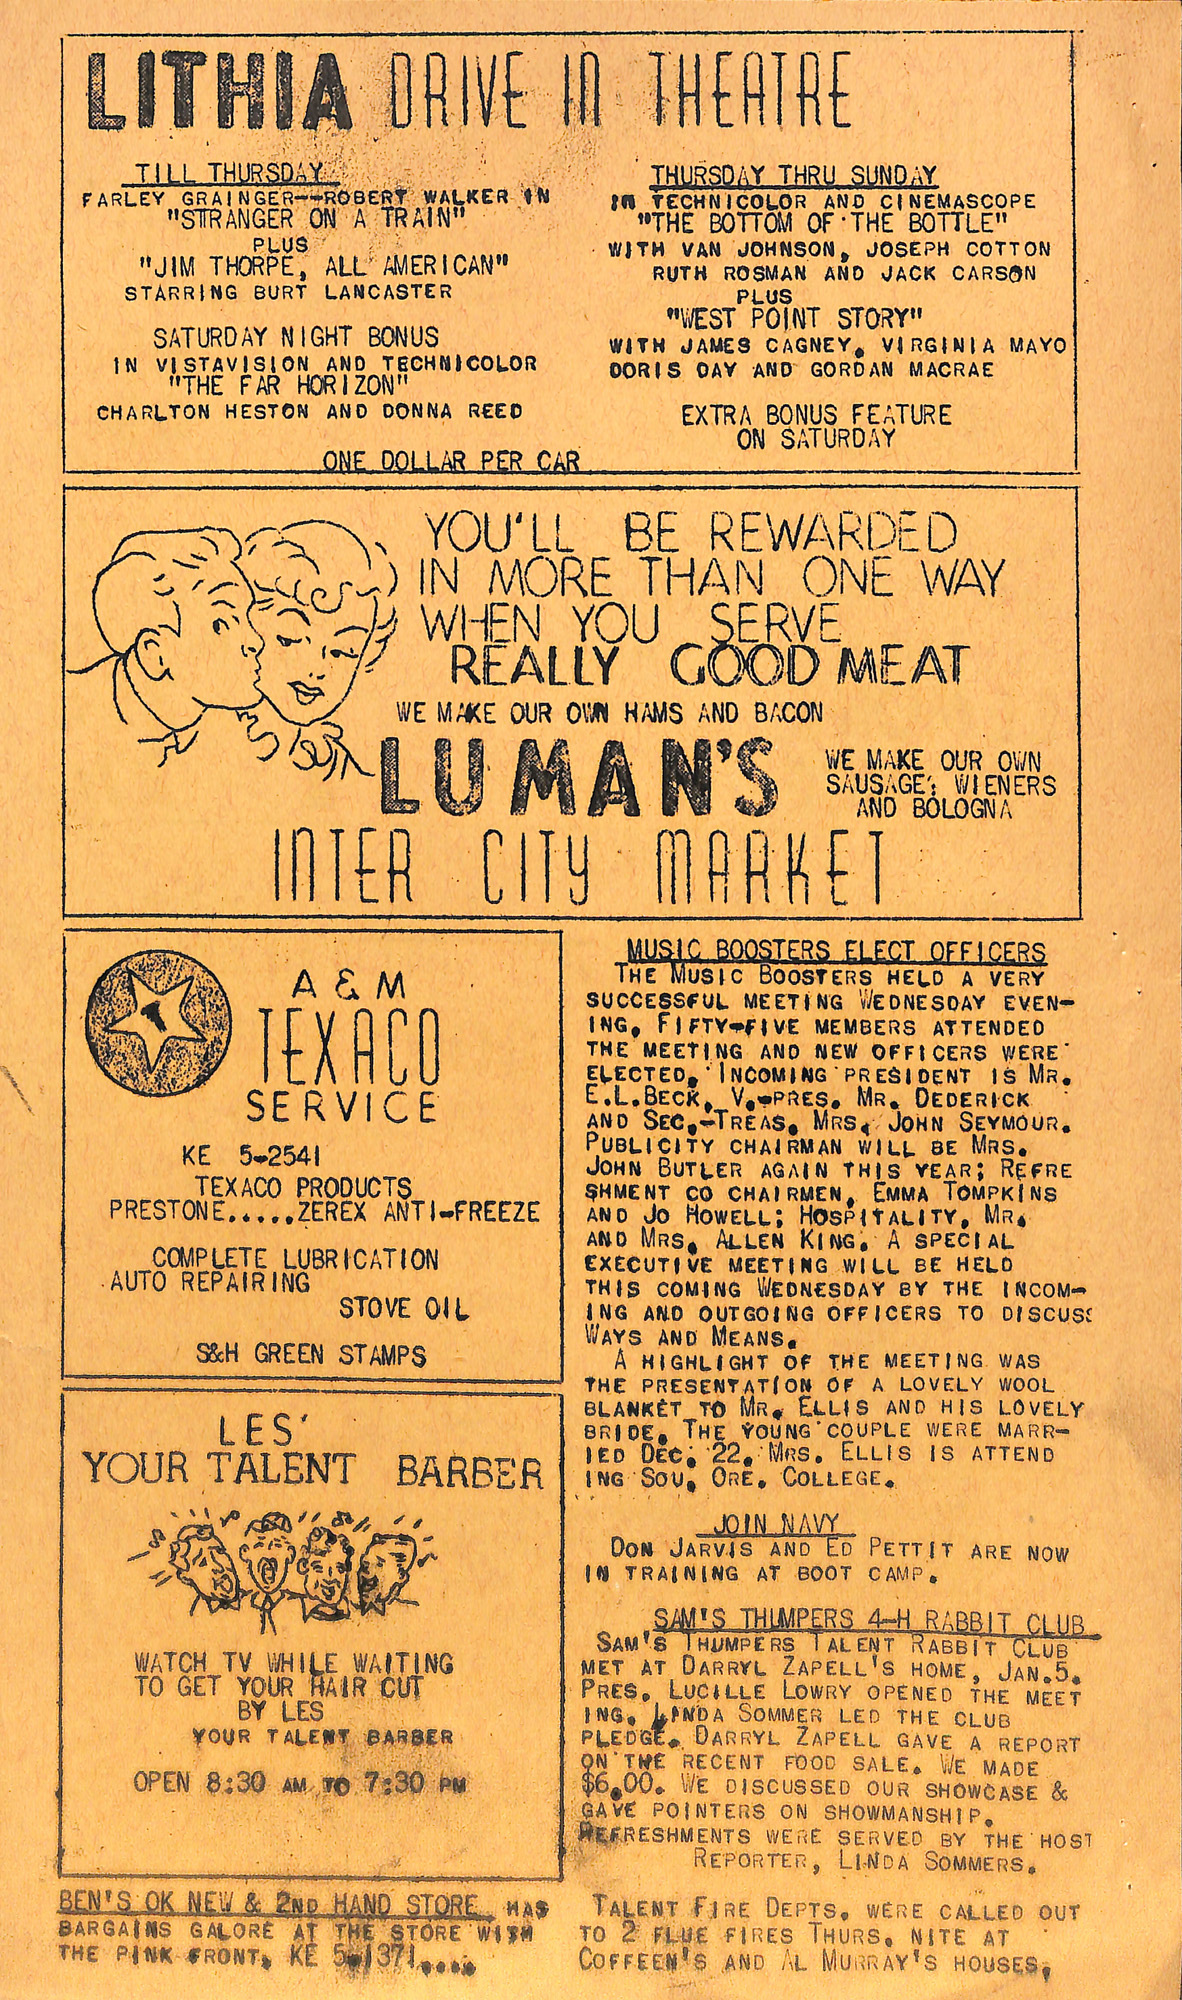 LITHIA DRIVE IN THEATRE
TILL THURSDAY
FARLEY GRAINGER--ROBERT WALKER IN
"STRANGER ON A TRAIN"
PLUS
"JIM THORPE, ALL AMERICAN"
STARRING BURT LANCASTER
SATURDAY NIGHT BONUS
IN VISTAVISION AND TECHNICOLOR
"THE FAR HORIZON"
CHARLTON HESTON AND DONNA REED
THURSDAY THRU SUNDAY
IN TECHNICOLOR AND CINEMASCOPE
"THE BOTTOM OF THE BOTTLE"
WITH VAN JOHNSON, JOSEPH COTTON
RUTH ROSMAN AND JACK CARSON
PLUS
"WEST POINT STORY"
WITH JAMES CAGNEY, VIRGINIA MAYO
DORIS DAY AND GORDAN MACRAE
EXTRA BONUS FEATURE
ON SATURDAY
ONE DOLLAR PER CAR
YOU'LL BE REWARDED
IN MORE THAN ONE WAY
WHEN YOU SERVE
REALLY GOOD MEAT
WE MAKE OUR OWN HAMS AND BACON
LUMAN'S
WE MAKE OUR OWN
SAUSAGE; WIENERS
AND BOLOGNA
INTER CITY MARKET
T
A & M
TEXACO
SERVICE
KE 5-2541
TEXACO PRODUCTS
PRESTONE.....ZEREX ANTI-FREEZE
COMPLETE LUBRICATION
AUTO REPAIRING
STOVE OIL
S&H GREEN STAMPS
LES'
YOUR TALENT BARBER
WATCH TV WHILE WAITING
TO GET YOUR HAIR CUT
BY LES
YOUR TALENT BARBER
OPEN 8:30 AM TO 7:30 PM
BEN'S OK NEW & 2ND HAND STORE HAS
BARGAINS GALORE AT THE STORE WITH
THE PINK FRONT. KE 5-1371.....
MUSIC BOOSTERS ELECT OFFICERS
THE MUSIC BOOSTERS HELD A VERY
SUCCESSFUL MEETING WEDNESDAY EVEN-
ING. FIFTY-FIVE MEMBERS ATTENDED
THE MEETING AND NEW OFFICERS WERE
ELECTED. INCOMING PRESIDENT IS MR.
E.L.BECK, V.-PRES. MR. DEDERICK
AND SEC.-TREAS. MRS. JOHN SEYMOUR.
PUBLICITY CHAIRMAN WILL BE MRS.
JOHN BUTLER AGAIN THIS YEAR; REFRE
SHMENT CO CHAIRMEN, EMMA TOMPKINS
AND JO HOWELL; HOSPITALITY, MR.
AND MRS. ALLEN KING. A SPECIAL
EXECUTIVE MEETING WILL BE HELD
THIS COMING WEDNESDAY BY THE INCOM-
ING AND OUTGOING OFFICERS TO DISCUSS
WAYS AND MEANS.
A HIGHLIGHT OF THE MEETING WAS
THE PRESENTATION OF A LOVELY WOOL
BLANKET TO MR. ELLIS AND HIS LOVELY
BRIDE. THE YOUNG COUPLE WERE MARR-
IED DEC. 22. MRS. ELLIS IS ATTEND
ING SOU. ORE. COLLEGE.
JOIN NAVY
DON JARVIS AND ED PETTIT ARE NOW
IN TRAINING AT BOOT CAMP.
SAM'S THUMPERS 4-H RABBIT CLUB
SAM'S THUMPERS TALENT RABBIT CLUB
MET AT DARRYL ZAPELL'S HOME, JAN.5.
PRES. LUCILLE LOWRY OPENED THE MEET
ING. LINDA SOMMER LED THE CLUB
PLEDGE. DARRYL ZAPELL GAVE A REPORT
ON THE RECENT FOOD SALE. WE MADE
$6.00. WE DISCUSSED OUR SHOWCASE &
GAVE POINTERS ON SHOWMANSHIP.
REFRESHMENTS WERE SERVED BY THE HOST
REPORTER, LINDA SOMMERS.
TALENT FIRE DEPTS. WERE CALLED OUT
TO 2 FLUE FIRES THURS. NITE AT
COFFEEN'S AND AL MURRAY'S HOUSES.